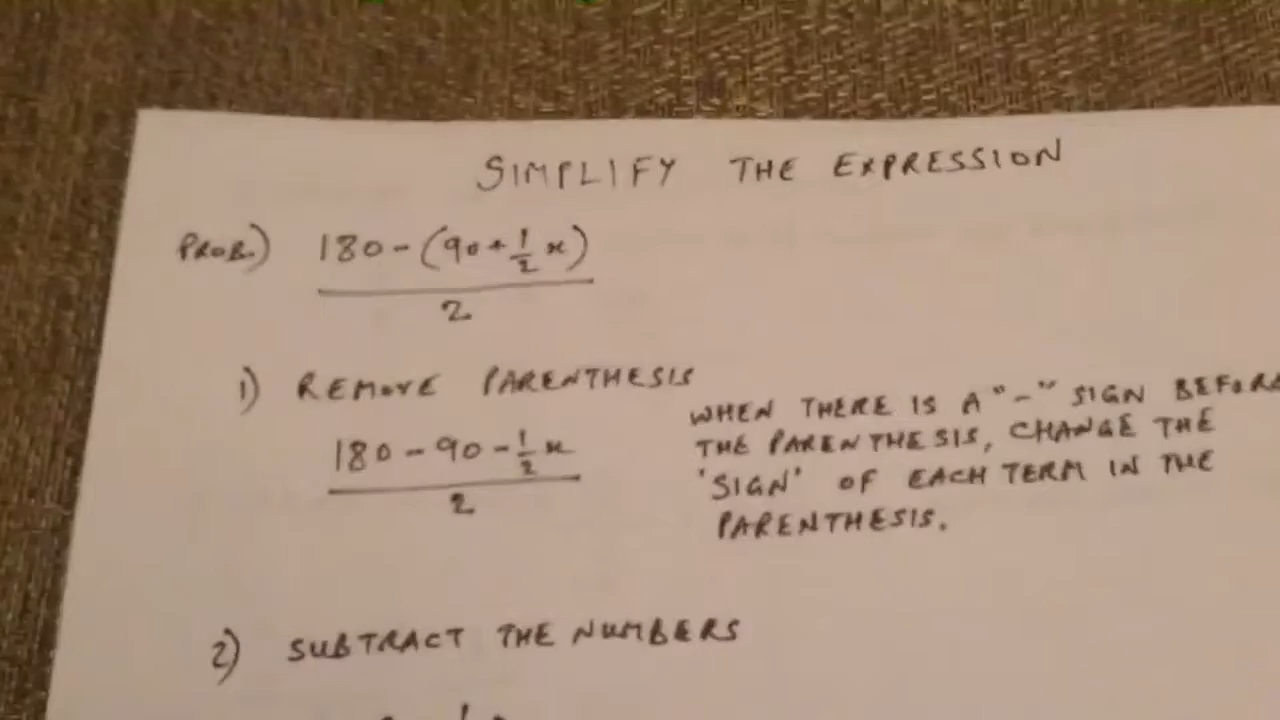 SIMPLIFY THE EXPRESSION
PROB.) 180-(90+1/2 x)
2
1) REMOVE PARENTHESIS
180-90-1/2 x
2
WHEN THERE IS A "-" SIGN BEFORE
THE PARENTHESIS, CHANGE THE
'SIGN' OF EACH TERM IN THE
PARENTHESIS.
2) SUBTRACT THE NUMBERS